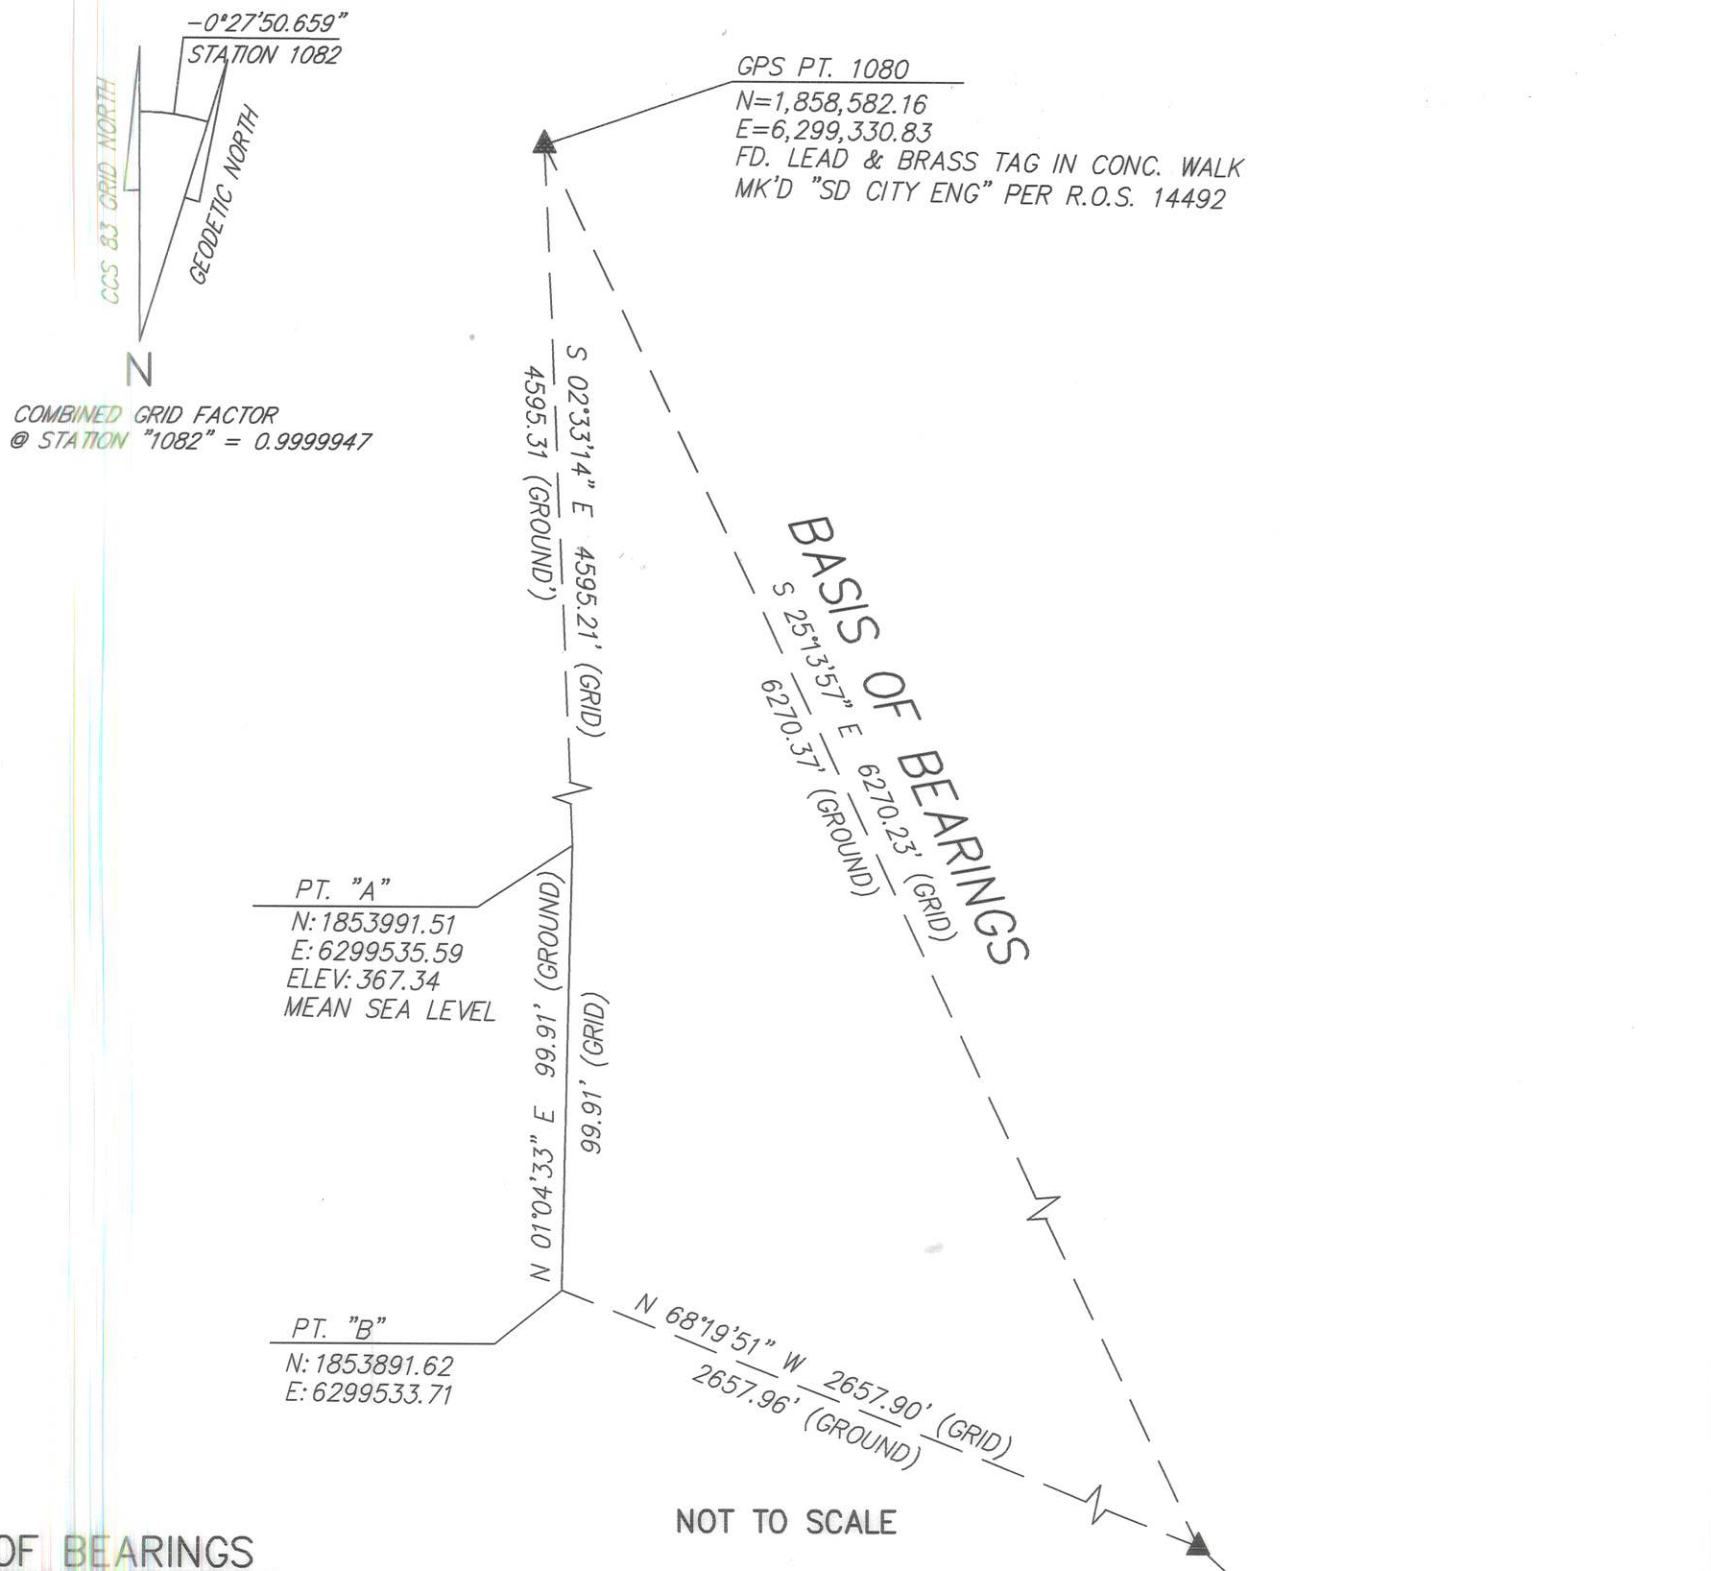 -0°27'50.659"
STATION 1082
CCS 83 GRID NORTH
GEODETIC NORTH
N
COMBINED GRID FACTOR
@ STATION "1082" = 0.9999947
GPS PT. 1080
N=1,858,582.16
E=6,299,330.83
FD. LEAD & BRASS TAG IN CONC. WALK
MK'D "SD CITY ENG" PER R.O.S. 14492
S 02°33'14" E 4595.21' (GRID)
4595.31 (GROUND')
BASIS OF BEARINGS
S 25°13'57" E 6270.23' (GRID)
6270.37' (GROUND)
PT. "A"
N: 1853991.51
E: 6299535.59
ELEV: 367.34
MEAN SEA LEVEL
N 01°04'33" E 99.91' (GROUND)
99.91' (GRID)
PT. "B"
N: 1853891.62
E: 6299533.71
N 68°19'51" W 2657.90' (GRID)
2657.96' (GROUND)
NOT TO SCALE
OF BEARINGS